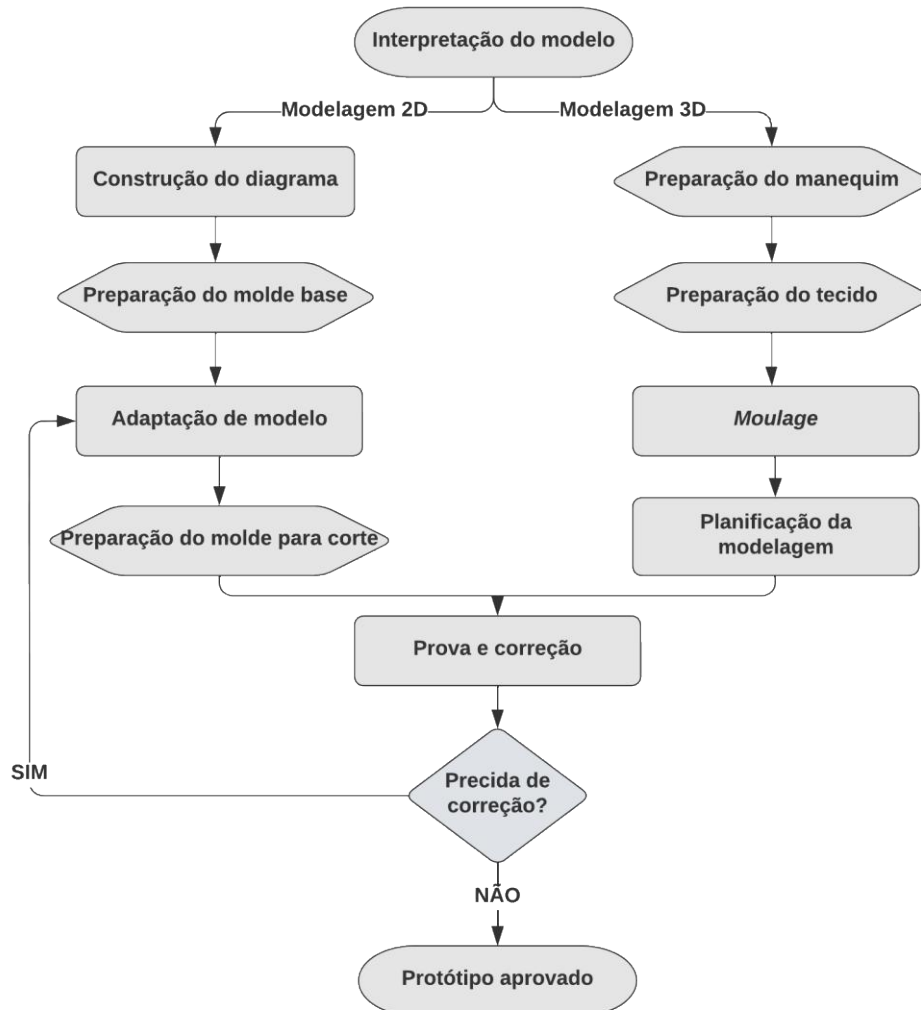 Interpretação do modelo
Modelagem 2D
Modelagem 3D
Construção do diagrama
Preparação do manequim
Preparação do molde base
Preparação do tecido
Adaptação de modelo
Moulage
Preparação do molde para corte
Planificação da
modelagem
Prova e correção
SIM
Precida de
correção?
NÃO
Protótipo aprovado